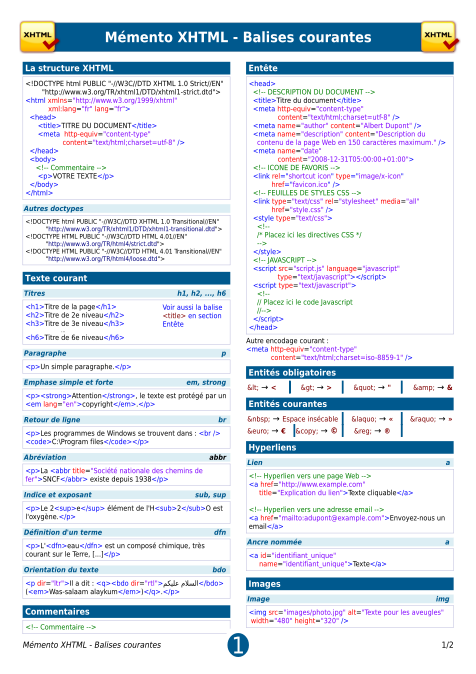 XHTML
Mémento XHTML - Balises courantes
XHTML
La structure XHTML
<!DOCTYPE html PUBLIC "-//W3C//DTD XHTML 1.0 Strict//EN"
"http://www.w3.org/TR/xhtml1/DTD/xhtml1-strict.dtd">
<html xmlns="http://www.w3.org/1999/xhtml"
xml:lang="fr" lang="fr">
<head>
<title>TITRE DU DOCUMENT</title>
<meta http-equiv="content-type"
content="text/html;charset=utf-8" />
</head>
<body>
<!-- Commentaire -->
<p>VOTRE TEXTE</p>
</body>
</html>
Autres doctypes
<!DOCTYPE html PUBLIC "-//W3C//DTD XHTML 1.0 Transitional//EN"
"http://www.w3.org/TR/xhtml1/DTD/xhtml1-transitional.dtd">
<!DOCTYPE HTML PUBLIC "-//W3C//DTD HTML 4.01//EN"
"http://www.w3.org/TR/html4/strict.dtd">
<!DOCTYPE HTML PUBLIC "-//W3C//DTD HTML 4.01 Transitional//EN"
"http://www.w3.org/TR/html4/loose.dtd">
Texte courant
Titres h1, h2, ..., h6
<h1>Titre de la page</h1>
<h2>Titre de 2e niveau</h2>
<h3>Titre de 3e niveau</h3>
...
<h6>Titre de 6e niveau</h6>
Voir aussi la balise
<title> en section
Entête
Paragraphe p
<p>Un simple paragraphe.</p>
Emphase simple et forte em, strong
<p><strong>Attention</strong>, le texte est protégé par un
<em lang="en">copyright</em>.</p>
Retour de ligne br
<p>Les programmes de Windows se trouvent dans : <br />
<code>C:\Program files</code></p>
Abréviation abbr
<p>La <abbr title="Société nationale des chemins de
fer">SNCF</abbr> existe depuis 1938</p>
Indice et exposant sub, sup
<p>Le 2<sup>e</sup> élément de l'H<sub>2</sub>O est
l'oxygène.</p>
Définition d'un terme dfn
<p>L'<dfn>eau</dfn> est un composé chimique, très
courant sur le Terre, [...]</p>
Orientation du texte bdo
<p dir="ltr">Il a dit : <q><bdo dir="rtl">السلام عليكم</bdo>
(<em>Was-salaam alaykum</em>)</q>.</p>
Commentaires
<!-- Commentaire -->
Entête
<head>
<!-- DESCRIPTION DU DOCUMENT -->
<title>Titre du document</title>
<meta http-equiv="content-type"
content="text/html;charset=utf-8" />
<meta name="author" content="Albert Dupont" />
<meta name="description" content="Description du
contenu de la page Web en 150 caractères maximum." />
<meta name="date"
content="2008-12-31T05:00:00+01:00">
<!-- ICONE DE FAVORIS -->
<link rel="shortcut icon" type="image/x-icon"
href="favicon.ico" />
<!-- FEUILLES DE STYLES CSS -->
<link type="text/css" rel="stylesheet" media="all"
href="style.css" />
<style type="text/css">
<!--
/* Placez ici les directives CSS */
-->
</style>
<!-- JAVASCRIPT -->
<script src="script.js" language="javascript"
type="text/javascript"></script>
<script type="text/javascript">
<!--
// Placez ici le code Javascript
//-->
</script>
</head>
Autre encodage courant :
<meta http-equiv="content-type"
content="text/html;charset=iso-8859-1" />
Entités obligatoires
&lt; → < &gt; → > &quot; → " &amp; → &
Entités courantes
&nbsp; → Espace insécable &laquo; → « &raquo; → »
&euro; → € &copy; → © &reg; → ®
Hyperliens
Lien a
<!-- Hyperlien vers une page Web -->
<a href="http://www.example.com"
title="Explication du lien">Texte cliquable</a>
<!-- Hyperlien vers une adresse email -->
<a href="mailto:adupont@example.com">Envoyez-nous un
email</a>
Ancre nommée a
<a id="identifiant_unique"
name="identifiant_unique">Texte</a>
Images
Image img
<img src="images/photo.jpg" alt="Texte pour les aveugles"
width="480" height="320" />
Mémento XHTML - Balises courantes
1
1/2